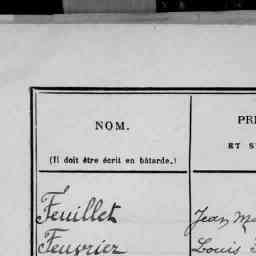 NOM. PR
(Il doit être écrit en bâtarde.) ET S
Feuillet Jean M
Feuvrier Louis